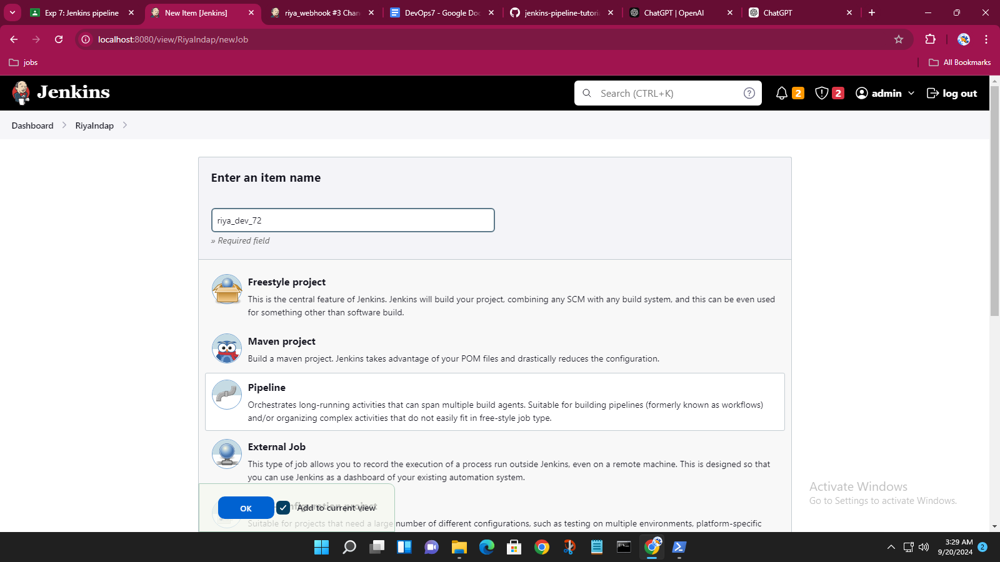 Exp 7: Jenkins pipeline
New Item [Jenkins]
riya_webhook #3 Chan
DevOps7 - Google Doc
jenkins-pipeline-tutoria
ChatGPT | OpenAI
ChatGPT
localhost:8080/view/RiyaIndap/newJob
jobs
All Bookmarks
Jenkins
Search (CTRL+K)
2
2
admin
log out
Dashboard
RiyaIndap
Enter an item name
riya_dev_72
» Required field
Freestyle project
This is the central feature of Jenkins. Jenkins will build your project, combining any SCM with any build system, and this can be even used
for something other than software build.
Maven project
Build a maven project. Jenkins takes advantage of your POM files and drastically reduces the configuration.
Pipeline
Orchestrates long-running activities that can span multiple build agents. Suitable for building pipelines (formerly known as workflows)
and/or organizing complex activities that do not easily fit in free-style job type.
External Job
This type of job allows you to record the execution of a process run outside Jenkins, even on a remote machine. This is designed so that
you can use Jenkins as a dashboard of your existing automation system.
OK
Add to current view
project
Suitable for projects that need a large number of different configurations, such as testing on multiple environments, platform-specific
Activate Windows
Go to Settings to activate Windows.
3:29 AM
9/20/2024
2